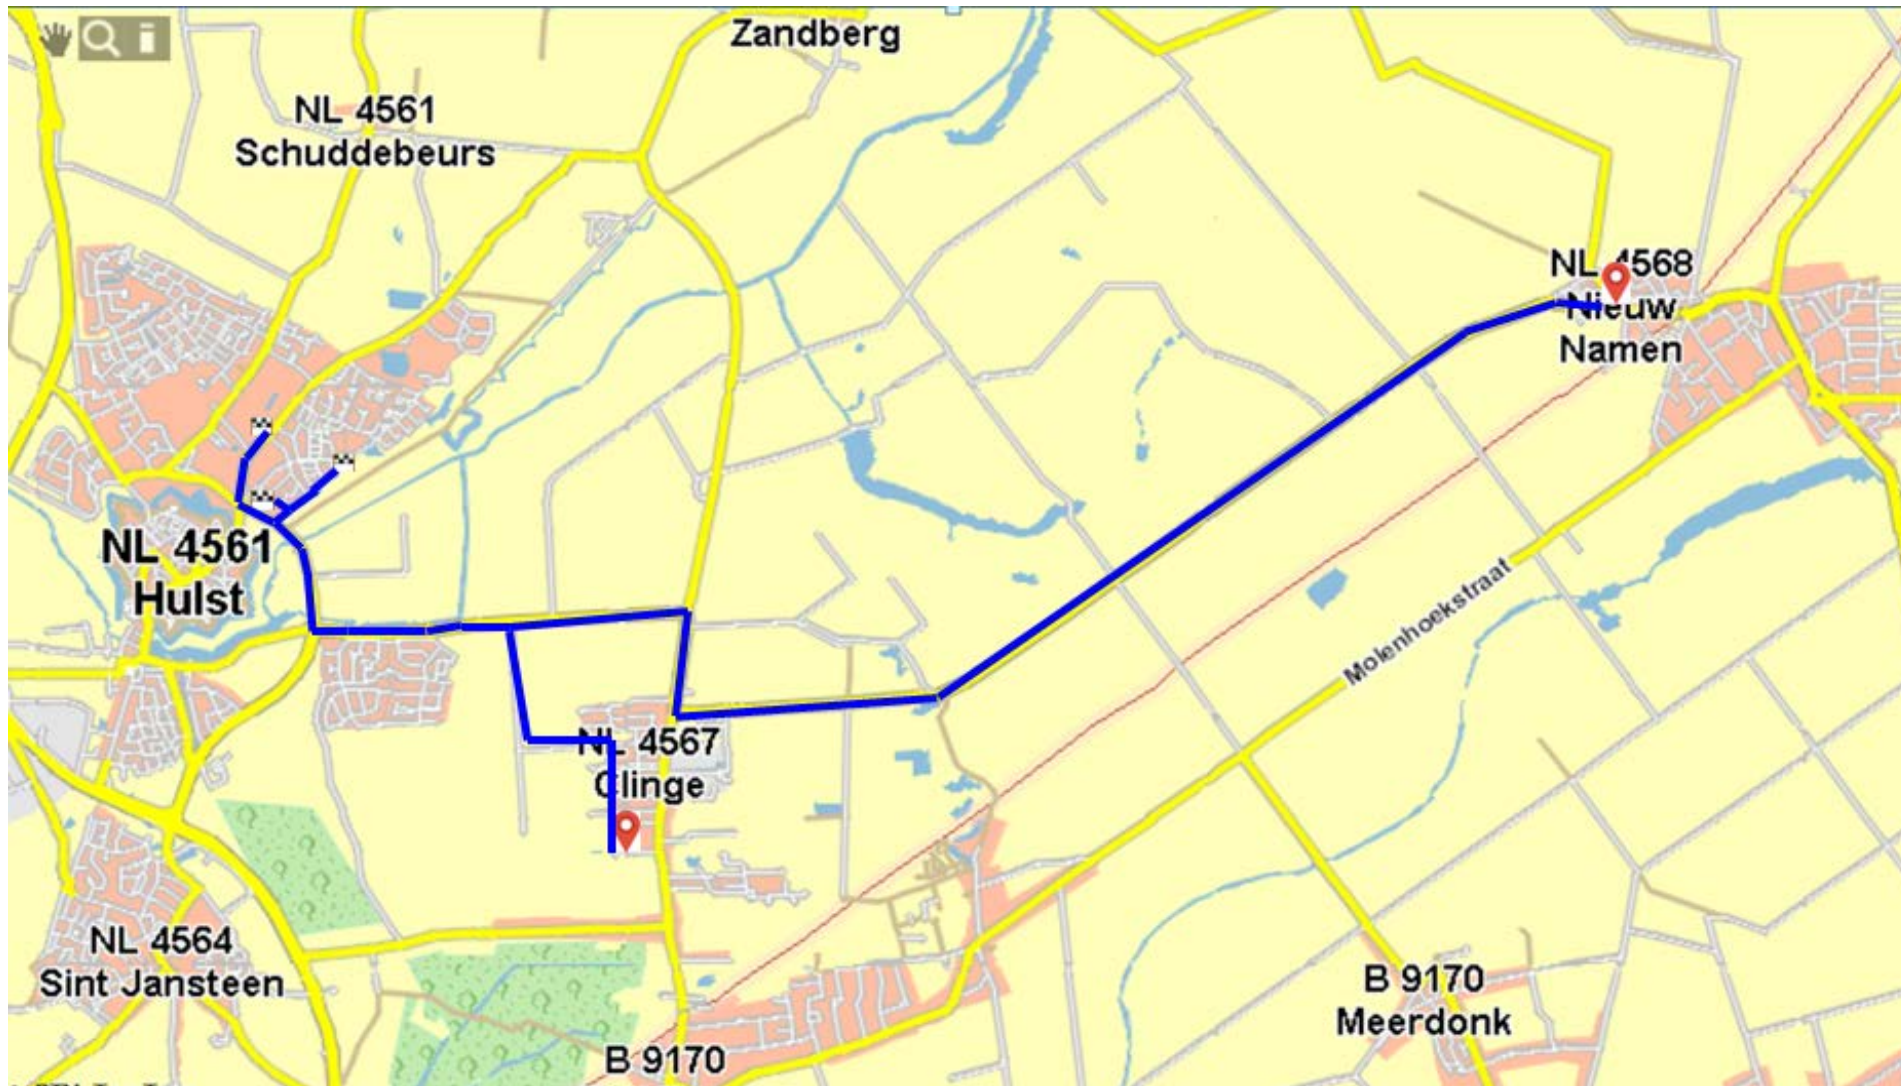 Zandberg
NL 4561
Schuddebeurs
NL 4568
Nieuw
Namen
NL 4561
Hulst
Molenhoekstraat
NL 4567
Clinge
NL 4564
Sint Jansteen
B 9170
Meerdonk
B 9170